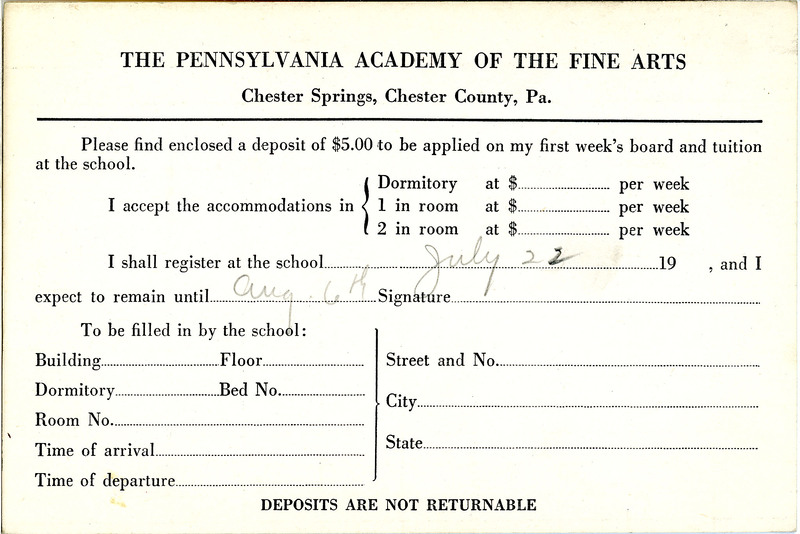 THE PENNSYLVANIA ACADEMY OF THE FINE ARTS
Chester Springs, Chester County, Pa.
Please find enclosed a deposit of $5.00 to be applied on my first week's board and tuition
at the school.
I accept the accommodations in
Dormitory at $ per week
1 in room at $ per week
2 in room at $ per week
I shall register at the school July 22 19 , and I
expect to remain until Aug. 6th Signature
To be filled in by the school:
Building Floor
Dormitory Bed No.
Room No.
Time of arrival
Time of departure
Street and No.
City
State
DEPOSITS ARE NOT RETURNABLE